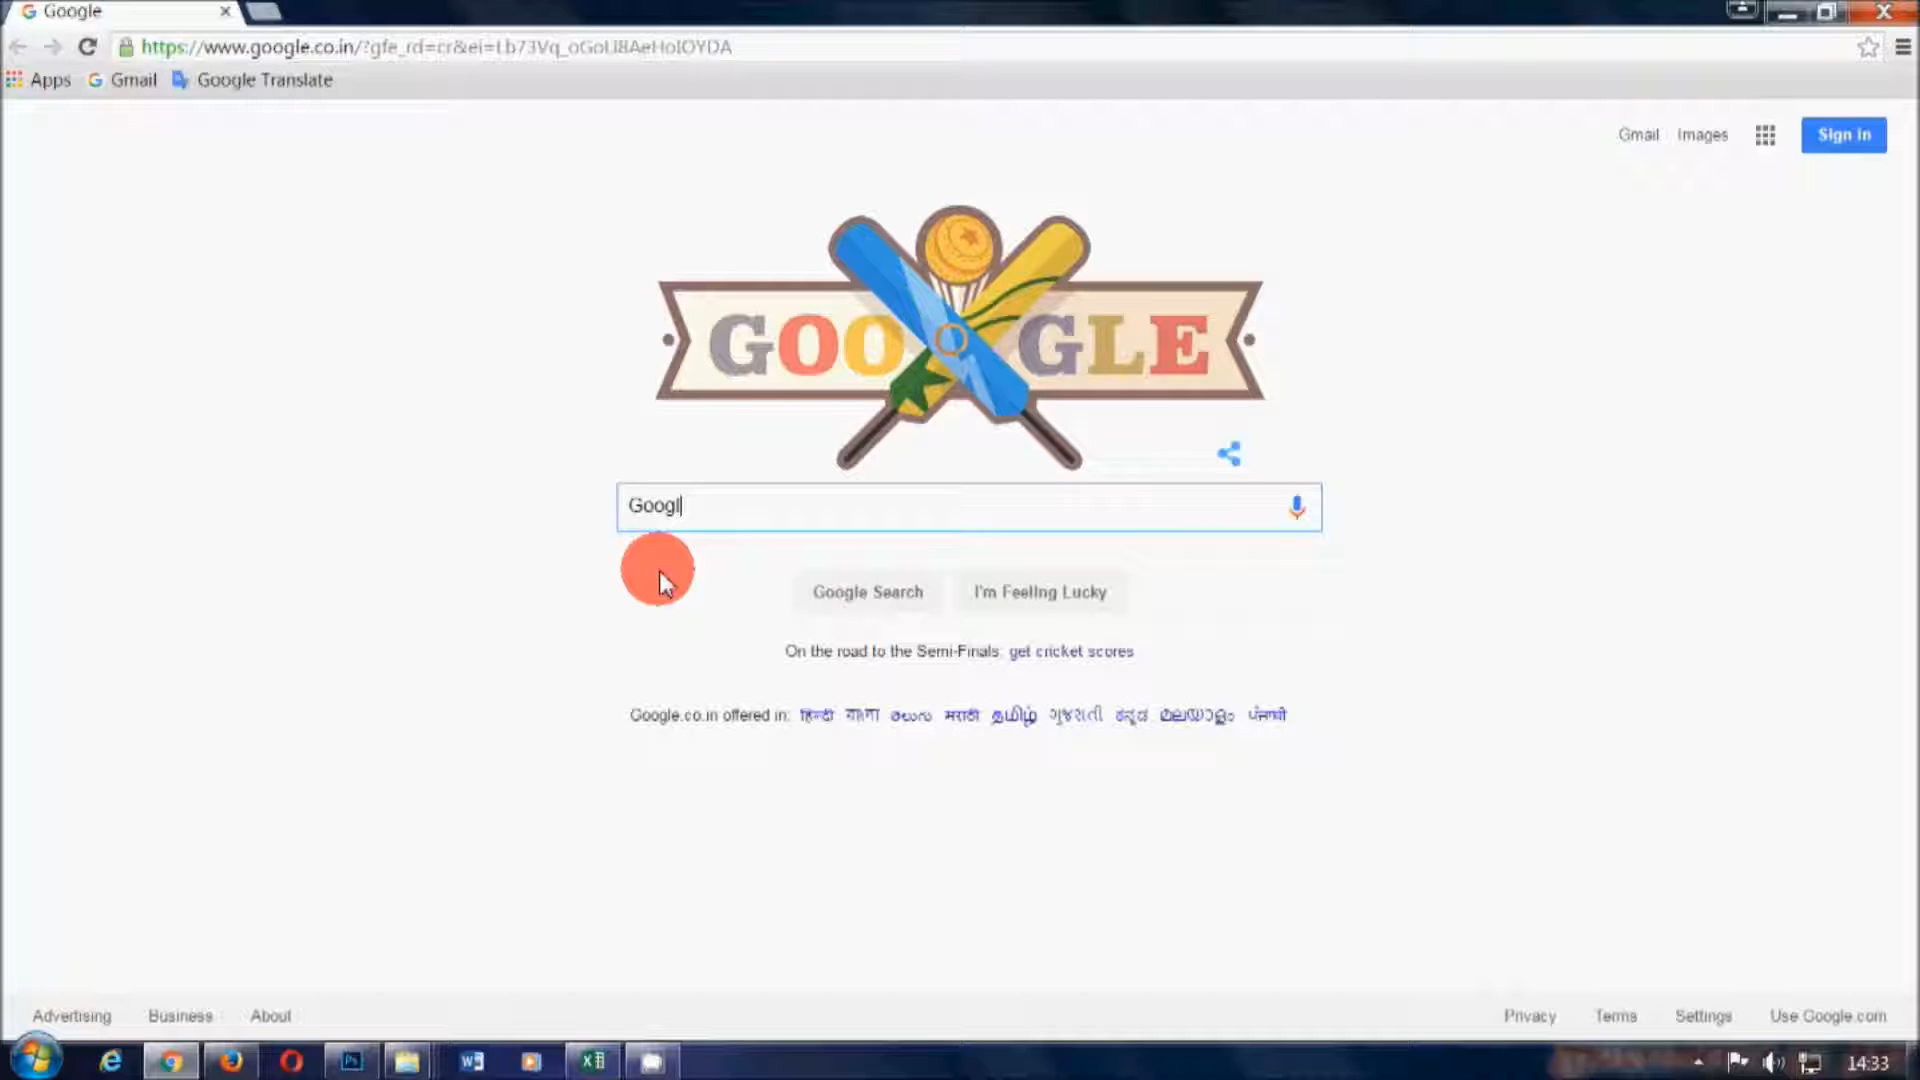 Google
https://www.google.co.in/?gfe_rd=cr&ei=Lb73Vq_oGoLI8AeHoIOYDA
Apps Gmail Google Translate
Gmail Images Sign in
GOOGLE
Googl
Google Search I'm Feeling Lucky
On the road to the Semi-Finals: get cricket scores
Google.co.in offered in: हिन्दी বাংলা తెలుగు मराठी தமிழ் ગુજરાતી ಕನ್ನಡ മലയാളം ਪੰਜਾਬੀ
Advertising Business About Privacy Terms Settings Use Google.com
14:33